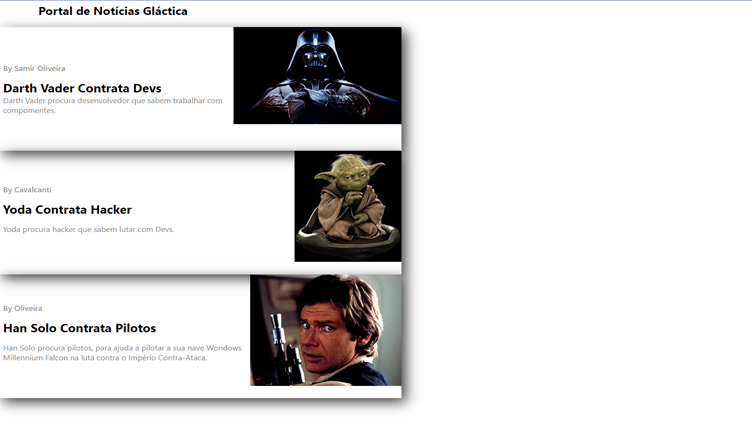 Portal de Notícias Gláctica
By Samir Oliveira
Darth Vader Contrata Devs
Darth Vader procura desenvolvedor que sabem trabalhar com
compomentes.
By Cavalcanti
Yoda Contrata Hacker
Yoda procura hacker que sabem lutar com Devs.
By Oliveira
Han Solo Contrata Pilotos
Han Solo procura pilotos, para ajuda a pilotar a sua nave Wondows
Millennium Falcon na luta contra o Império Contra-Ataca.